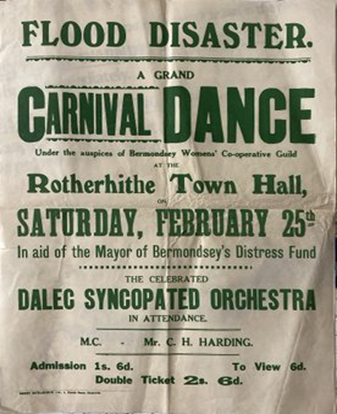 FLOOD DISASTER.
A GRAND
CARNIVAL DANCE
Under the auspices of Bermondsey Womens' Co-operative Guild
AT THE
Rotherhithe Town Hall,
ON
SATURDAY, FEBRUARY 25th
In aid of the Mayor of Bermondsey's Distress Fund
THE CELEBRATED
DALEC SYNCOPATED ORCHESTRA
IN ATTENDANCE.
M.C. - Mr. C. H. HARDING.
Admission 1s. 6d. To View 6d.
Double Ticket 2s. 6d.